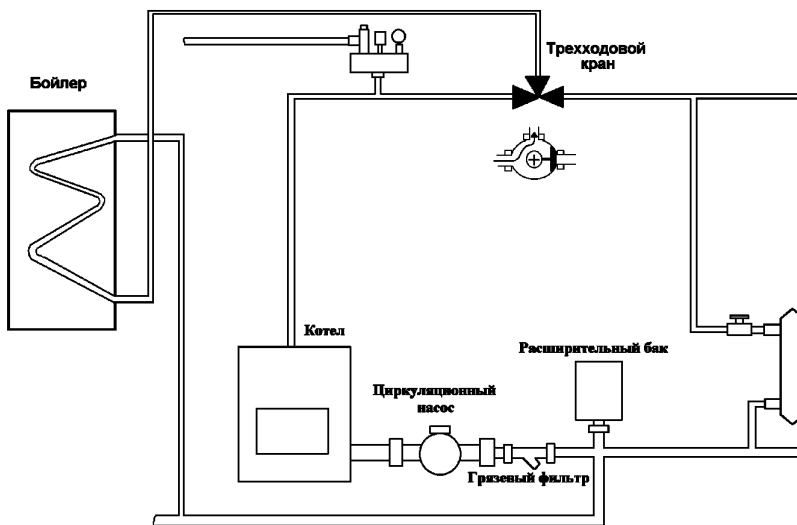 Трехходовой
кран
Бойлер
Котел
Расширительный бак
Циркуляционный
насос
Грязевый фильтр